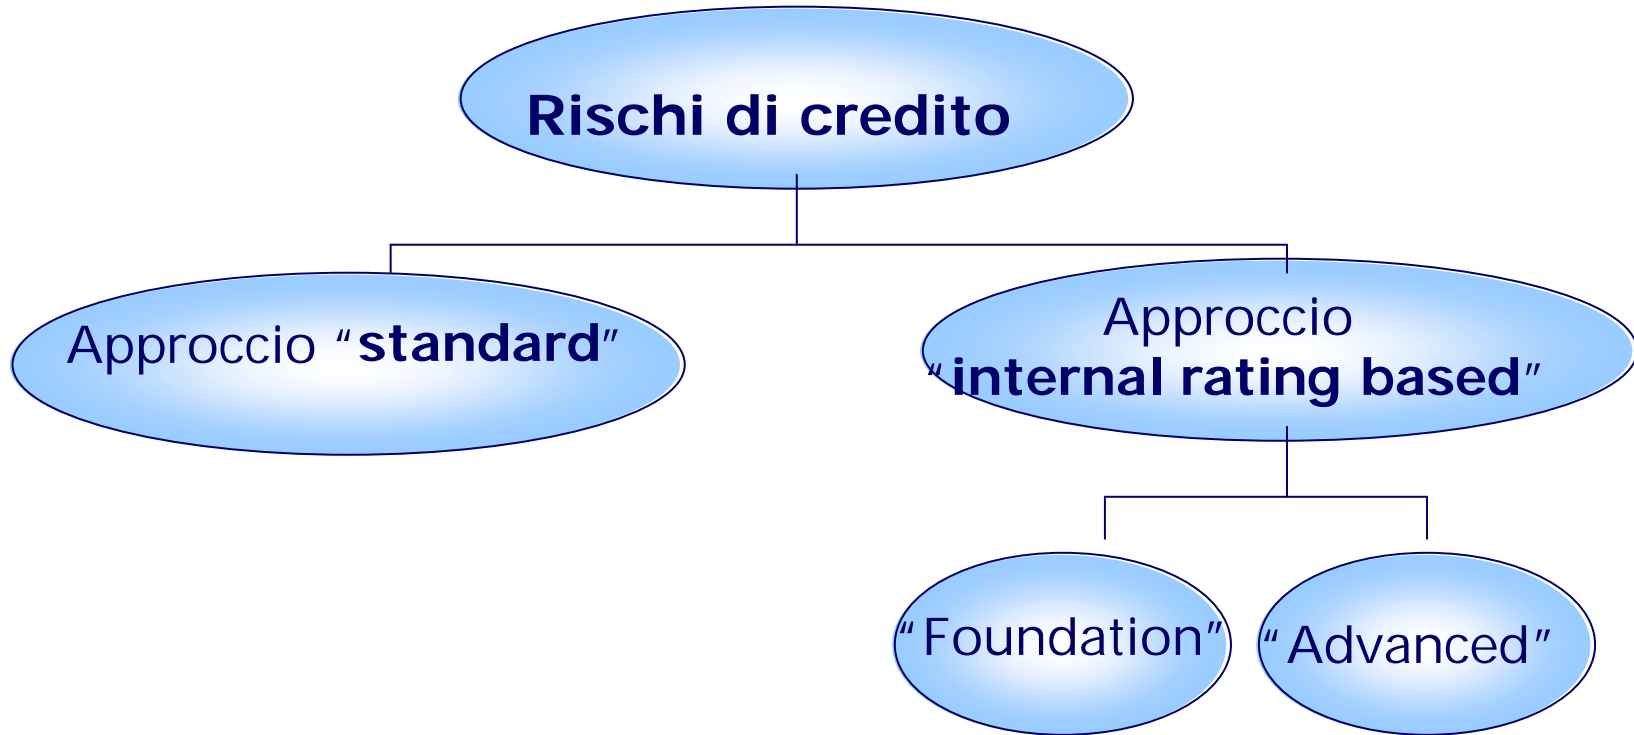 Rischi di credito
Approccio “standard”
Approccio
“internal rating based”
“Foundation”
“Advanced”